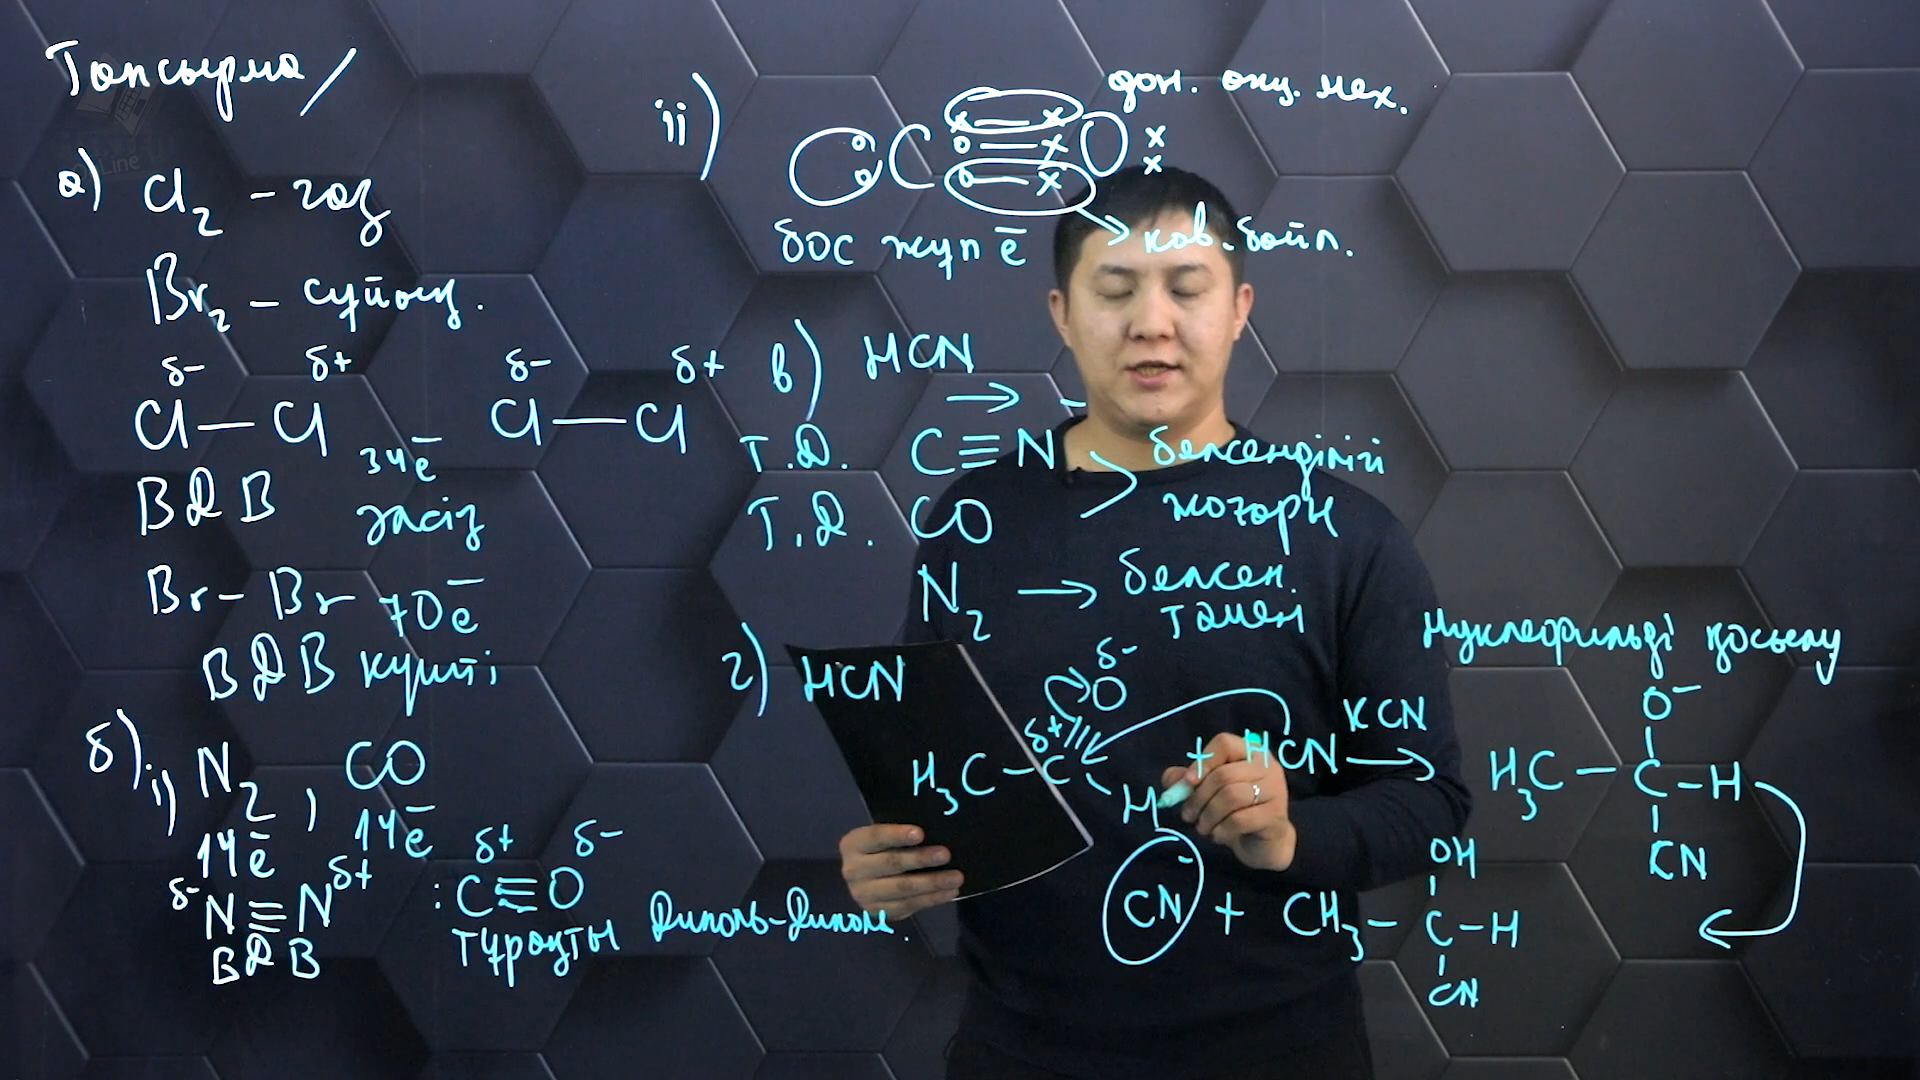 Тапсырма /
а) Cl2 – газ
Br2 – сұйық.
δ- δ+ δ- δ+
Cl — Cl Cl — Cl
34ē
ВДВ әлсіз
Br – Br 70ē
ВДВ күшті
б) i) N2, CO
14ē 14ē
δ- δ+ δ+ δ-
N≡N :C≡O
ВДВ тұрақты Диполь-Диполь.
ii) C O дон. акц. мех.
бос жұп ē ков. байл.
в) HCN
→ -
Т.Д. C≡N белсенділігі
Т.Д. CO жоғары
N2 → белсен.
төмен
Нуклеофильді қосылу
г) HCN
δ-
O O-
δ+ KCN
H3C – C H + HCN → H3C – C – H
CN
OH
CN- + CH3 – C – H
CN